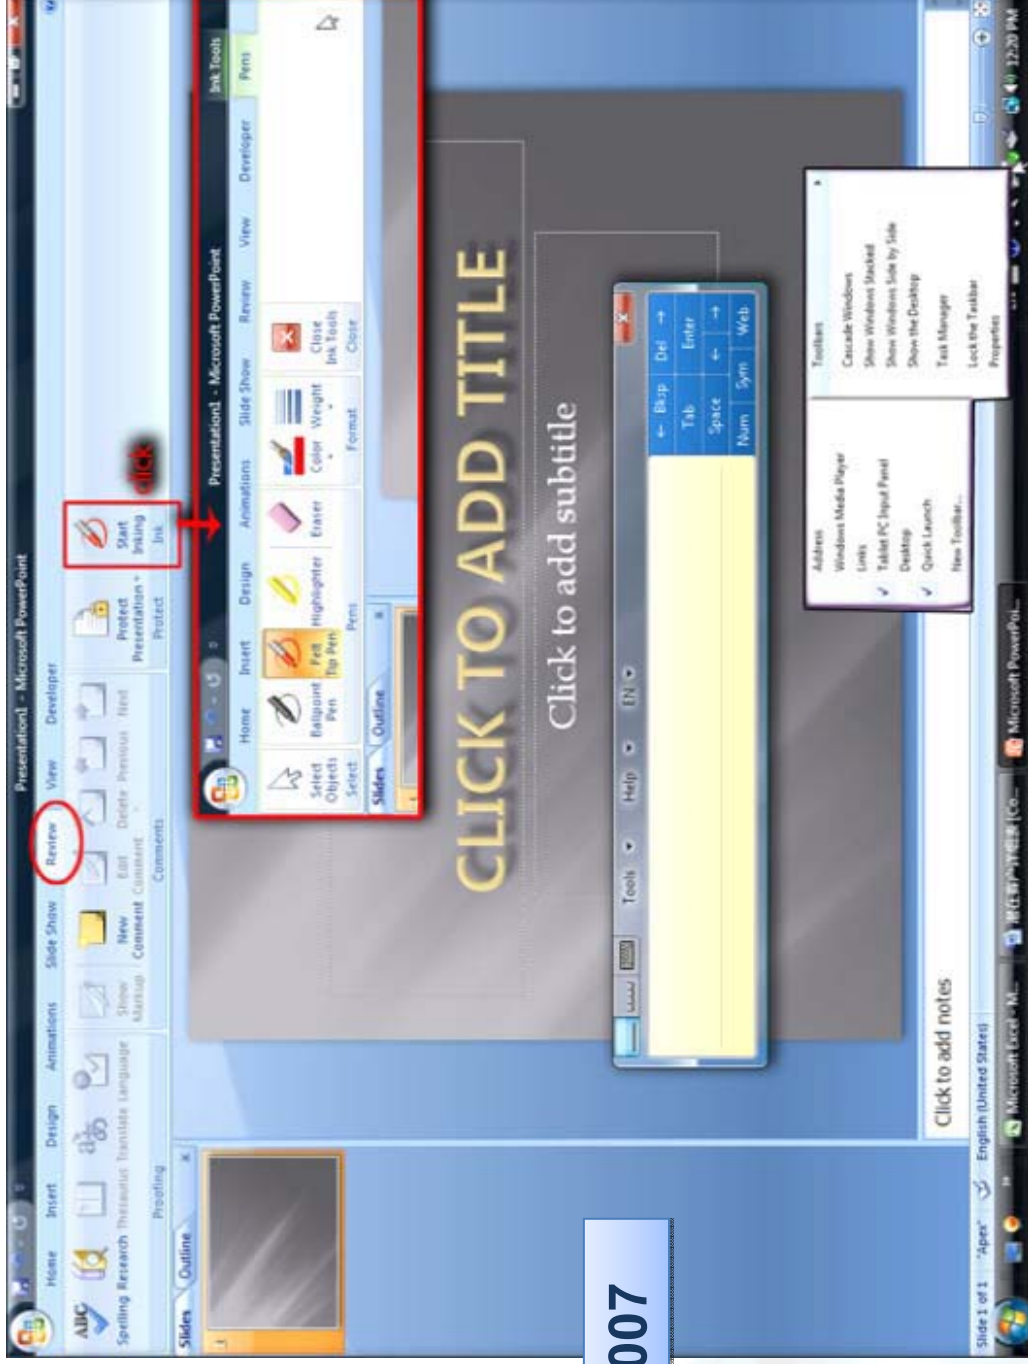 Presentation1 - Microsoft PowerPoint
Home Insert Design Animations Slide Show Review View Developer
ABC
Spelling Research Thesaurus Translate Language
Proofing
Show Markup
New Comment
Edit Comment
Delete
Previous
Next
Comments
Protect Presentation
Protect
Start Inking
Ink
click
Slides Outline
1
Presentation1 - Microsoft PowerPoint
Ink Tools
Home Insert Design Animations Slide Show Review View Developer Pens
Select Objects
Select
Ballpoint Pen
Felt Tip Pen
Highlighter
Eraser
Pens
Color
Weight
Format
Close Ink Tools
Close
Slides Outline
1
CLICK TO ADD TITLE
Click to add subtitle
Tools Help EN
← Bksp Del →
Tab Enter
Space ← →
Num Sym Web
Address
Windows Media Player
Links
Tablet PC Input Panel
Desktop
Quick Launch
New Toolbar...
Toolbars
Cascade Windows
Show Windows Stacked
Show Windows Side by Side
Show the Desktop
Task Manager
Lock the Taskbar
Properties
Click to add notes
Slide 1 of 1 "Apex" English (United States)
Microsoft Excel - M...
[Co...
Microsoft PowerPoi...
12:20 PM
007